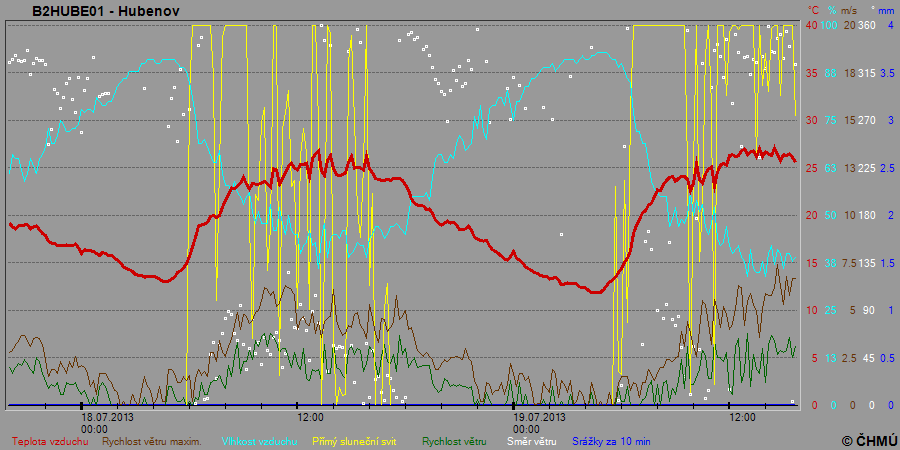 B2HUBE01 - Hubenov
°C % m/s ° mm
40 100 20 360 4
35 88 18 315 3.5
30 75 15 270 3
25 63 13 225 2.5
20 50 10 180 2
15 38 7.5 135 1.5
10 25 5 90 1
5 13 2.5 45 0.5
0 0 0 0 0
18.07.2013 12:00 19.07.2013 12:00
00:00 00:00
Teplota vzduchu Rychlost větru maxim. Vlhkost vzduchu Přímý sluneční svit Rychlost větru Směr větru Srážky za 10 min © ČHMÚ